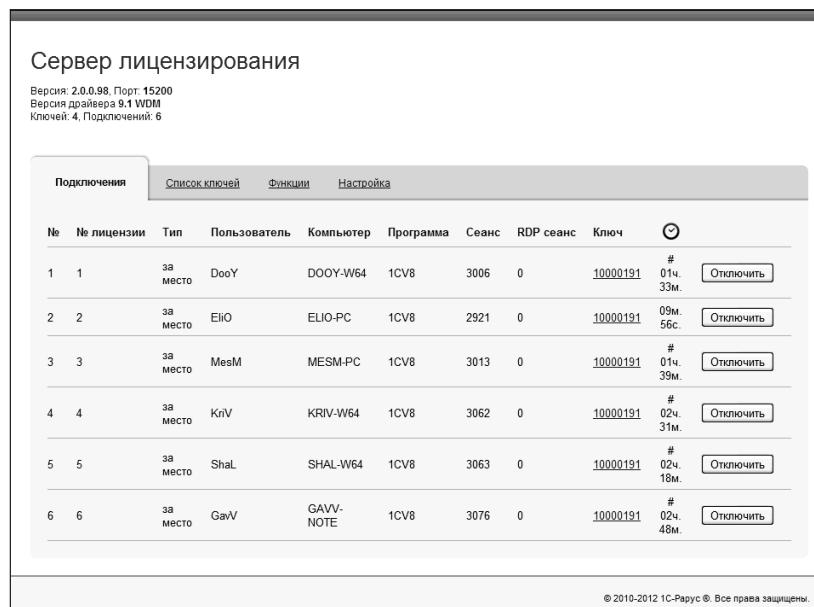 Сервер лицензирования
Версия: 2.0.0.98, Порт: 15200
Версия драйвера 9.1 WDM
Ключей: 4, Подключений: 6
Подключения Список ключей Функции Настройка
№ № лицензии Тип Пользователь Компьютер Программа Сеанс RDP сеанс Ключ
1 1 за место DooY DOOY-W64 1CV8 3006 0 10000191 # 01ч. 33м. Отключить
2 2 за место EliO ELIO-PC 1CV8 2921 0 10000191 09м. 56с. Отключить
3 3 за место MesM MESM-PC 1CV8 3013 0 10000191 # 01ч. 39м. Отключить
4 4 за место KriV KRIV-W64 1CV8 3062 0 10000191 # 02ч. 31м. Отключить
5 5 за место ShaL SHAL-W64 1CV8 3063 0 10000191 # 02ч. 18м. Отключить
6 6 за место GavV GAVV-NOTE 1CV8 3076 0 10000191 # 02ч. 48м. Отключить
© 2010-2012 1С-Рарус ®. Все права защищены.